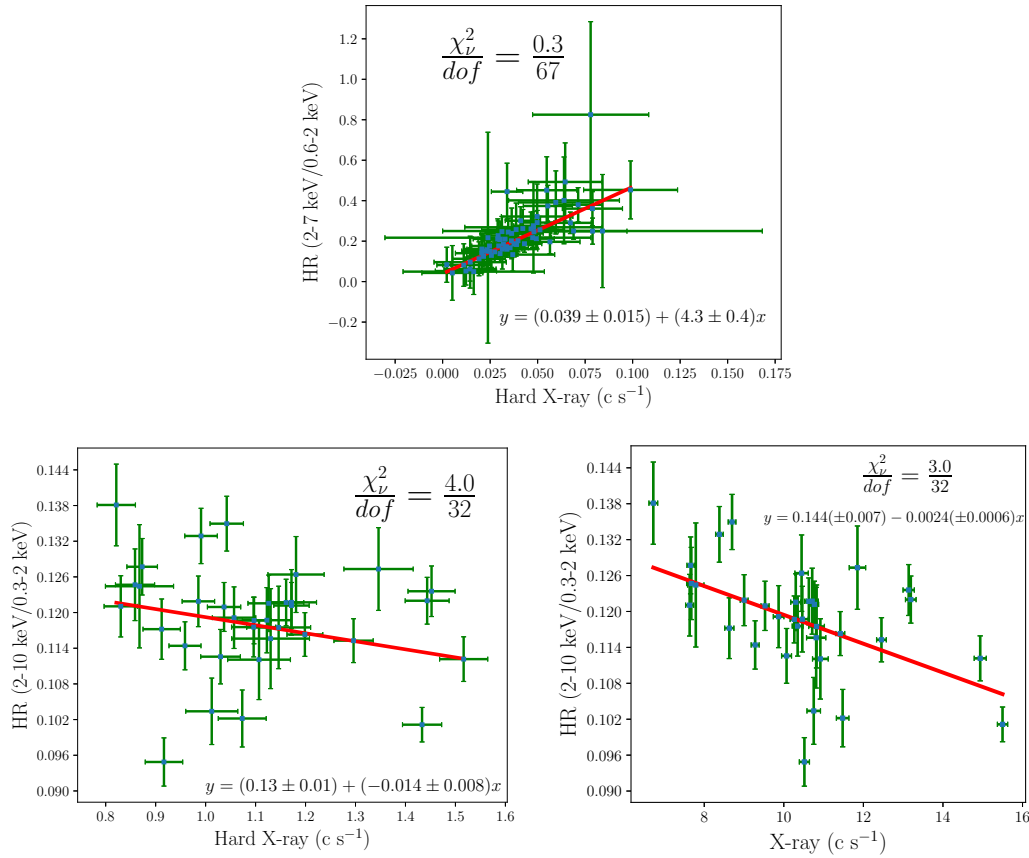 HR (2-7 keV/0.6-2 keV)
1.2
1.0
0.8
0.6
0.4
0.2
0.0
−0.2
χ²_ν/dof = 0.3/67
y = (0.039 ± 0.015) + (4.3 ± 0.4)x
−0.025 0.000 0.025 0.050 0.075 0.100 0.125 0.150 0.175
Hard X-ray (c s⁻¹)
HR (2-10 keV/0.3-2 keV)
0.144
0.138
0.132
0.126
0.120
0.114
0.108
0.102
0.096
0.090
χ²_ν/dof = 4.0/32
y = (0.13 ± 0.01) + (−0.014 ± 0.008)x
0.8 0.9 1.0 1.1 1.2 1.3 1.4 1.5 1.6
Hard X-ray (c s⁻¹)
HR (2-10 keV/0.3-2 keV)
0.144
0.138
0.132
0.126
0.120
0.114
0.108
0.102
0.096
0.090
χ²_ν/dof = 3.0/32
y = 0.144(±0.007) − 0.0024(±0.0006)x
8 10 12 14 16
X-ray (c s⁻¹)